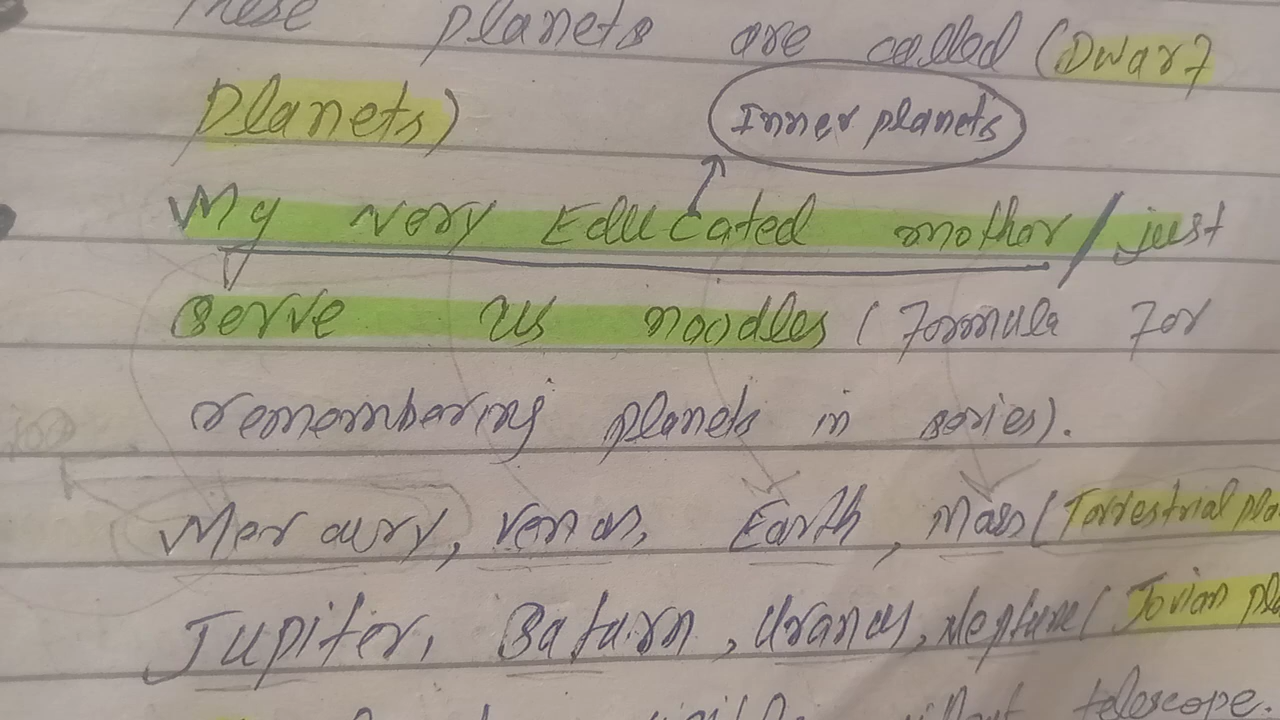 These planets are called (Dwarf
planets)
Inner planets
My very Educated mother / just
serve us noodles (Formula For
remembering planets in series).
Mercury, venus, Earth, Mars (Terrestrial pla
Jupiter, Saturn, Uranus, Neptune (Jovian pl
telescope.